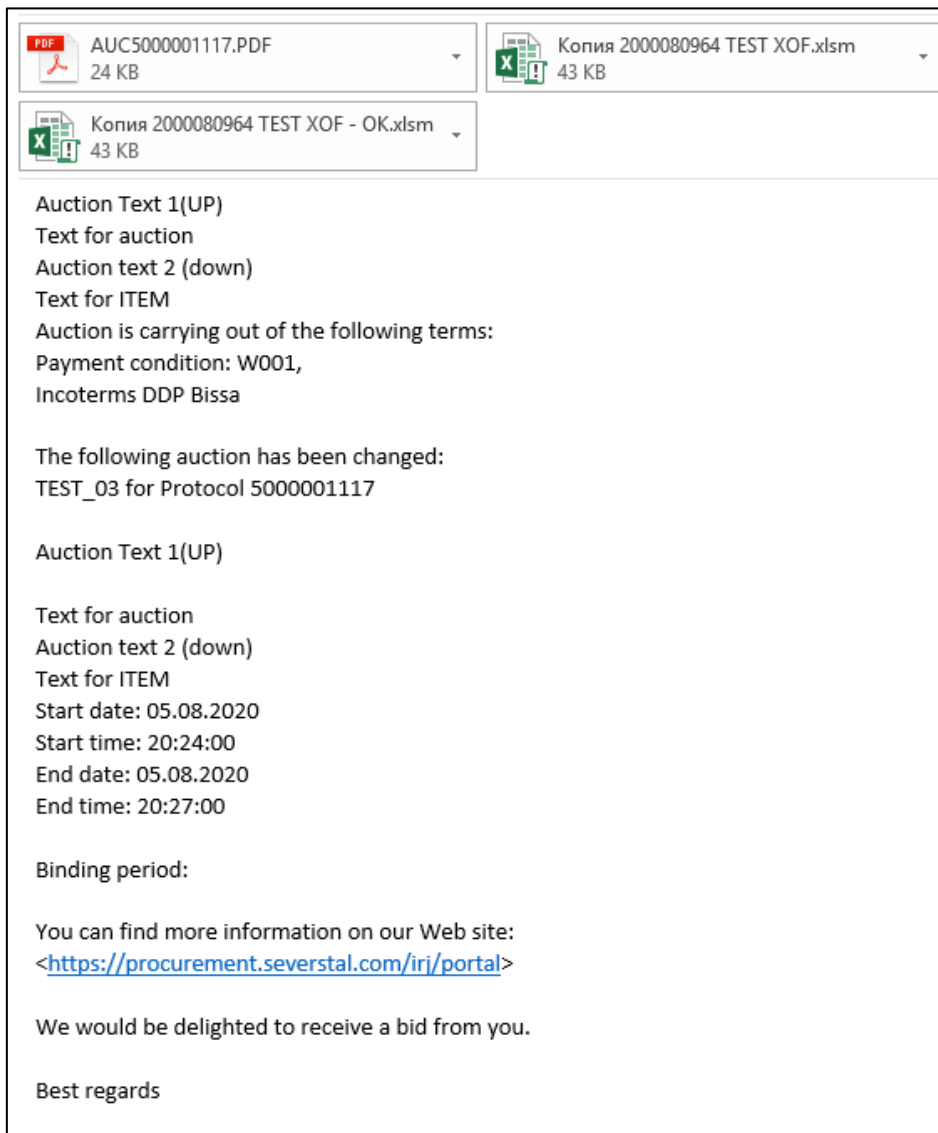 PDF
AUC5000001117.PDF
24 KB
Копия 2000080964 TEST XOF.xlsm
43 KB
Копия 2000080964 TEST XOF - OK.xlsm
43 KB
Auction Text 1(UP)
Text for auction
Auction text 2 (down)
Text for ITEM
Auction is carrying out of the following terms:
Payment condition: W001,
Incoterms DDP Bissa
The following auction has been changed:
TEST_03 for Protocol 5000001117
Auction Text 1(UP)
Text for auction
Auction text 2 (down)
Text for ITEM
Start date: 05.08.2020
Start time: 20:24:00
End date: 05.08.2020
End time: 20:27:00
Binding period:
You can find more information on our Web site:
<https://procurement.severstal.com/irj/portal>
We would be delighted to receive a bid from you.
Best regards